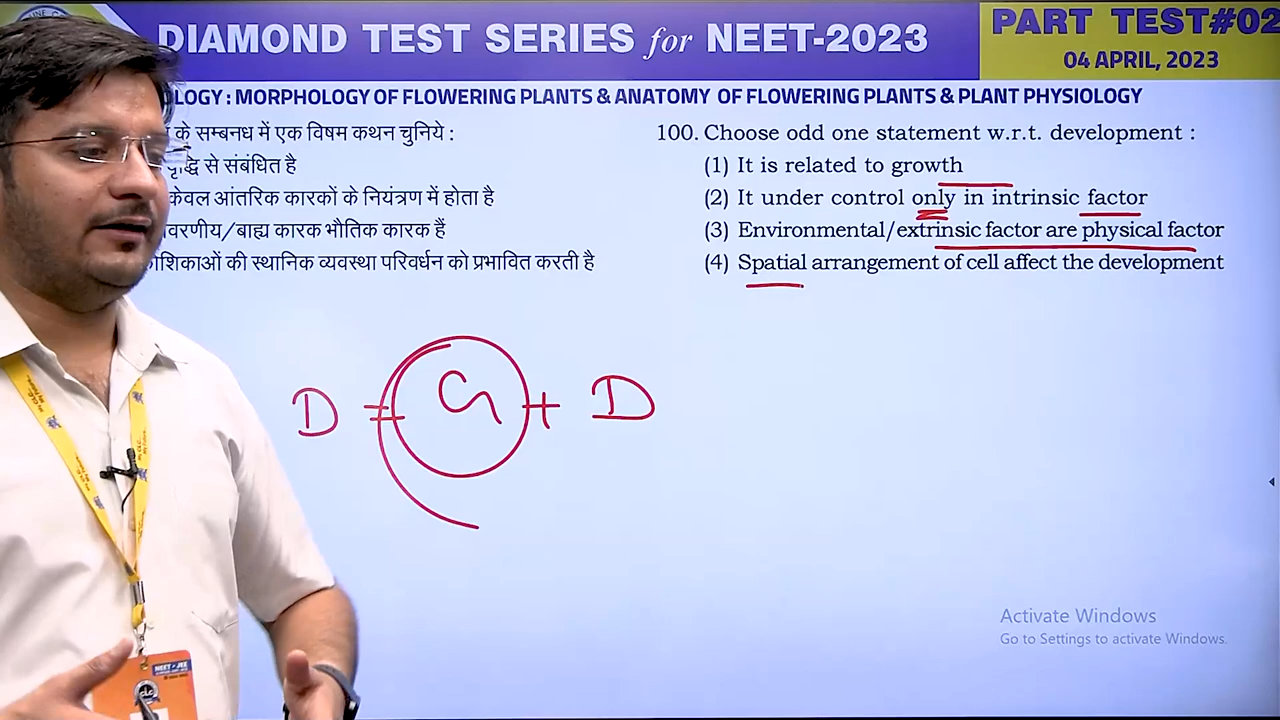 DIAMOND TEST SERIES for NEET-2023
PART TEST#02
04 APRIL, 2023
LOGY : MORPHOLOGY OF FLOWERING PLANTS & ANATOMY OF FLOWERING PLANTS & PLANT PHYSIOLOGY
के सम्बनध में एक विषम कथन चुनिये :
वृद्धि से संबंधित है
केवल आंतरिक कारकों के नियंत्रण में होता है
वरणीय/बाह्य कारक भौतिक कारक हैं
कोशिकाओं की स्थानिक व्यवस्था परिवर्धन को प्रभावित करती है
100. Choose odd one statement w.r.t. development :
(1) It is related to growth
(2) It under control only in intrinsic factor
(3) Environmental/extrinsic factor are physical factor
(4) Spatial arrangement of cell affect the development
D = G + D
Activate Windows
Go to Settings to activate Windows.
NEET - JEE
CLC